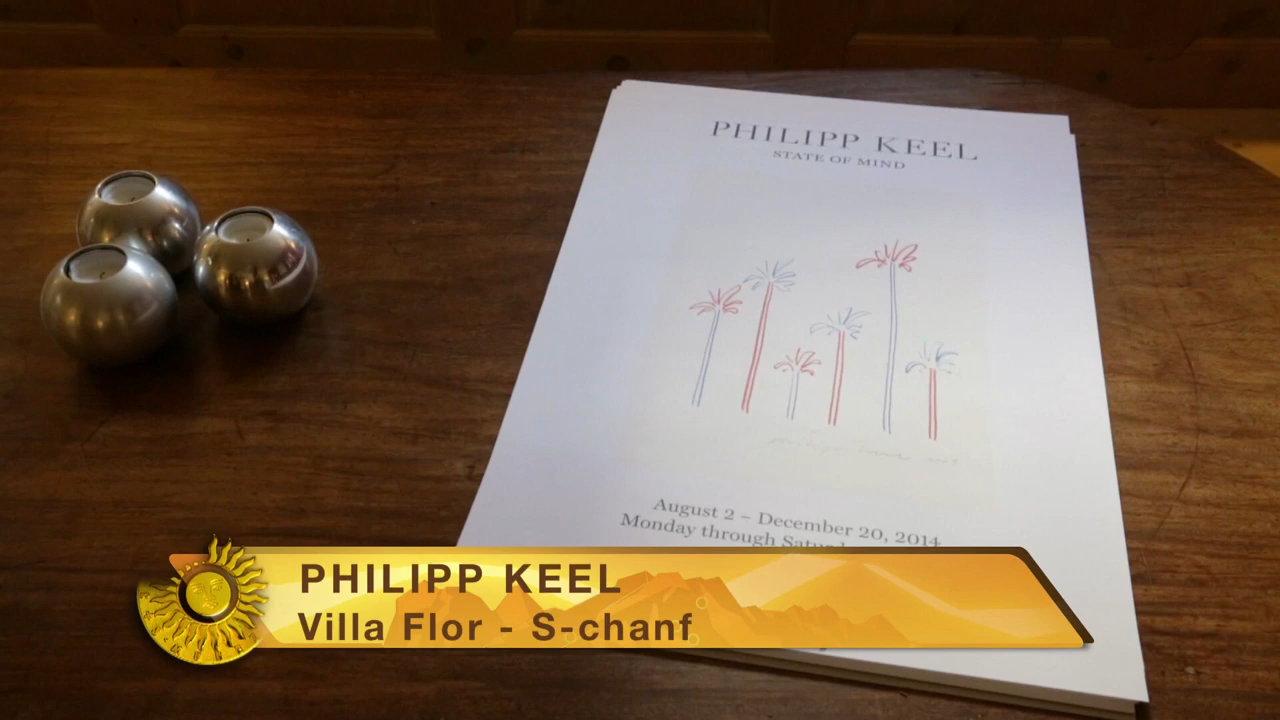 PHILIPP KEEL
STATE OF MIND
August 2 – December 20, 2014
Monday through
PHILIPP KEEL
Villa Flor - S-chanf